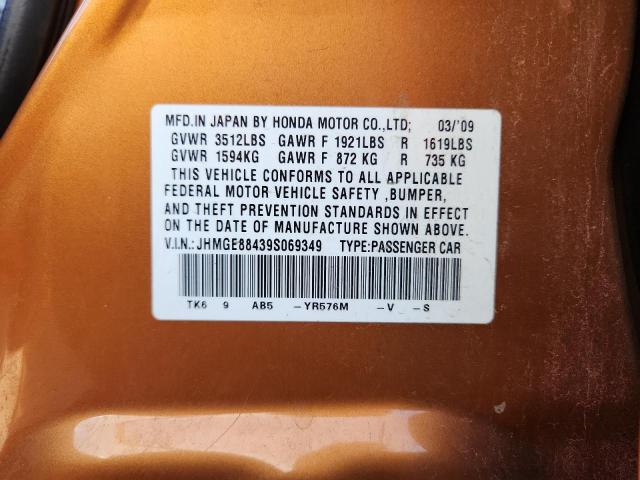 MFD.IN JAPAN BY HONDA MOTOR CO.,LTD; 03/'09
GVWR 3512LBS GAWR F 1921LBS R 1619LBS
GVWR 1594KG GAWR F 872 KG R 735 KG
THIS VEHICLE CONFORMS TO ALL APPLICABLE
FEDERAL MOTOR VEHICLE SAFETY ,BUMPER,
AND THEFT PREVENTION STANDARDS IN EFFECT
ON THE DATE OF MANUFACTURE SHOWN ABOVE.
V.I.N.:JHMGE88439S069349 TYPE:PASSENGER CAR
TK6 9 AB5 -YR576M -V -S